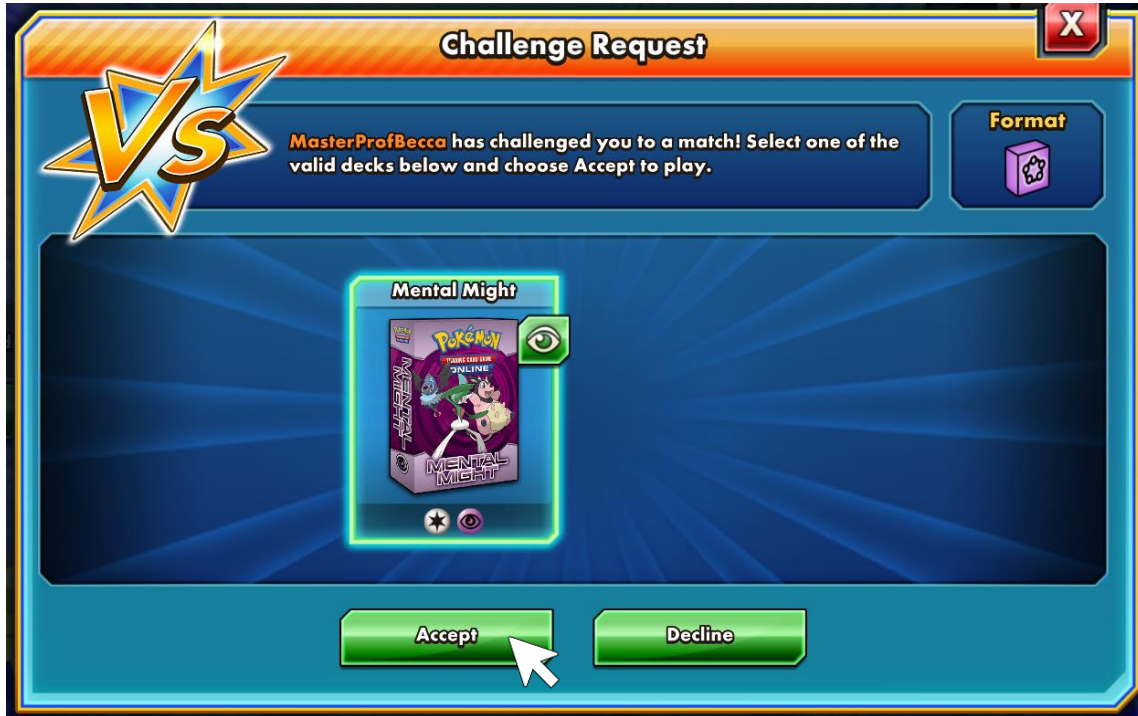 Challenge Request
X
Vs
MasterProfBecca has challenged you to a match! Select one of the
valid decks below and choose Accept to play.
Format
Mental Might
POKéMON
TRADING CARD GAME
ONLINE
MENTAL
MIGHT
MENTAL
MIGHT
Accept
Decline